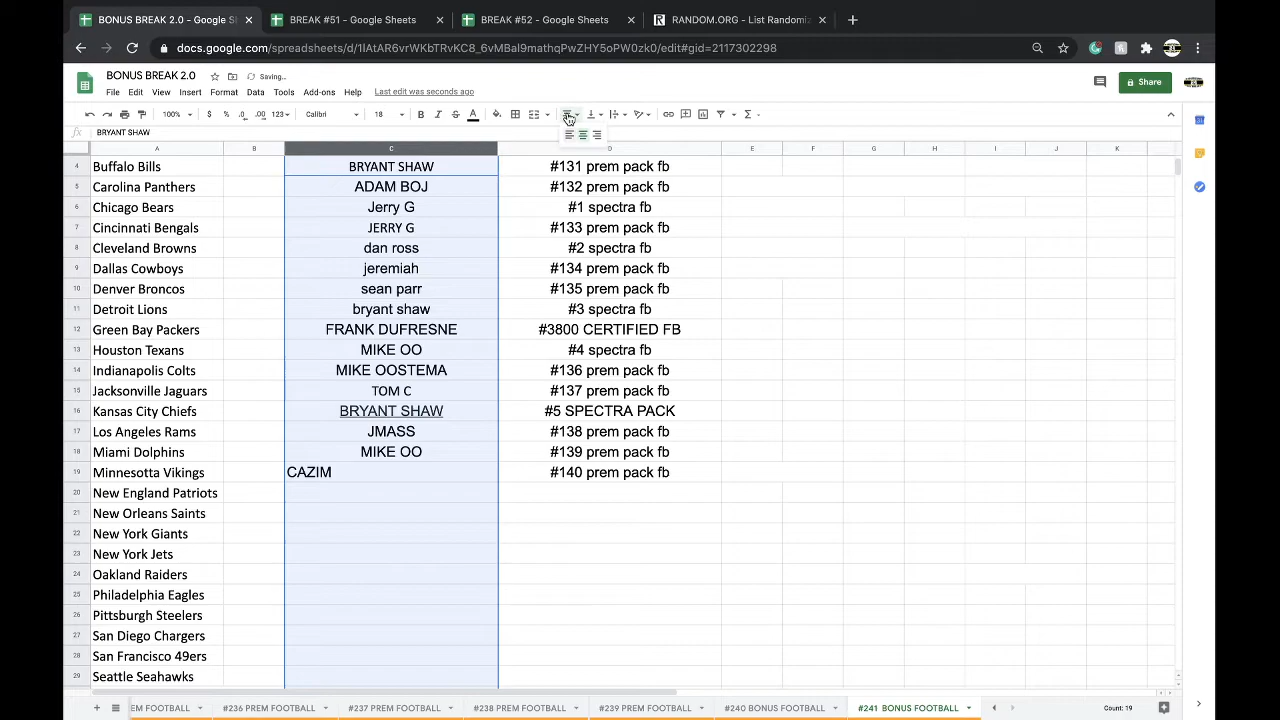 BONUS BREAK 2.0 - Google Sh
BREAK #51 - Google Sheets
BREAK #52 - Google Sheets
RANDOM.ORG - List Randomiz
docs.google.com/spreadsheets/d/1IAtAR6vrWKbTRvKC8_6vMBal9mathqPwZHY5oPW0zk0/edit#gid=2117302298
BONUS BREAK 2.0
Saving...
File Edit View Insert Format Data Tools Add-ons Help Last edit was seconds ago
Share
100% $ % .0 .00 123 Calibri 18 B I S A
fx BRYANT SHAW
A B C D E F G H I J K
4 Buffalo Bills BRYANT SHAW #131 prem pack fb
5 Carolina Panthers ADAM BOJ #132 prem pack fb
6 Chicago Bears Jerry G #1 spectra fb
7 Cincinnati Bengals JERRY G #133 prem pack fb
8 Cleveland Browns dan ross #2 spectra fb
9 Dallas Cowboys jeremiah #134 prem pack fb
10 Denver Broncos sean parr #135 prem pack fb
11 Detroit Lions bryant shaw #3 spectra fb
12 Green Bay Packers FRANK DUFRESNE #3800 CERTIFIED FB
13 Houston Texans MIKE OO #4 spectra fb
14 Indianapolis Colts MIKE OOSTEMA #136 prem pack fb
15 Jacksonville Jaguars TOM C #137 prem pack fb
16 Kansas City Chiefs BRYANT SHAW #5 SPECTRA PACK
17 Los Angeles Rams JMASS #138 prem pack fb
18 Miami Dolphins MIKE OO #139 prem pack fb
19 Minnesotta Vikings CAZIM #140 prem pack fb
20 New England Patriots
21 New Orleans Saints
22 New York Giants
23 New York Jets
24 Oakland Raiders
25 Philadelphia Eagles
26 Pittsburgh Steelers
27 San Diego Chargers
28 San Francisco 49ers
29 Seattle Seahawks
EM FOOTBALL #236 PREM FOOTBALL #237 PREM FOOTBALL #238 PREM FOOTBALL #239 PREM FOOTBALL #240 BONUS FOOTBALL #241 BONUS FOOTBALL Count: 19